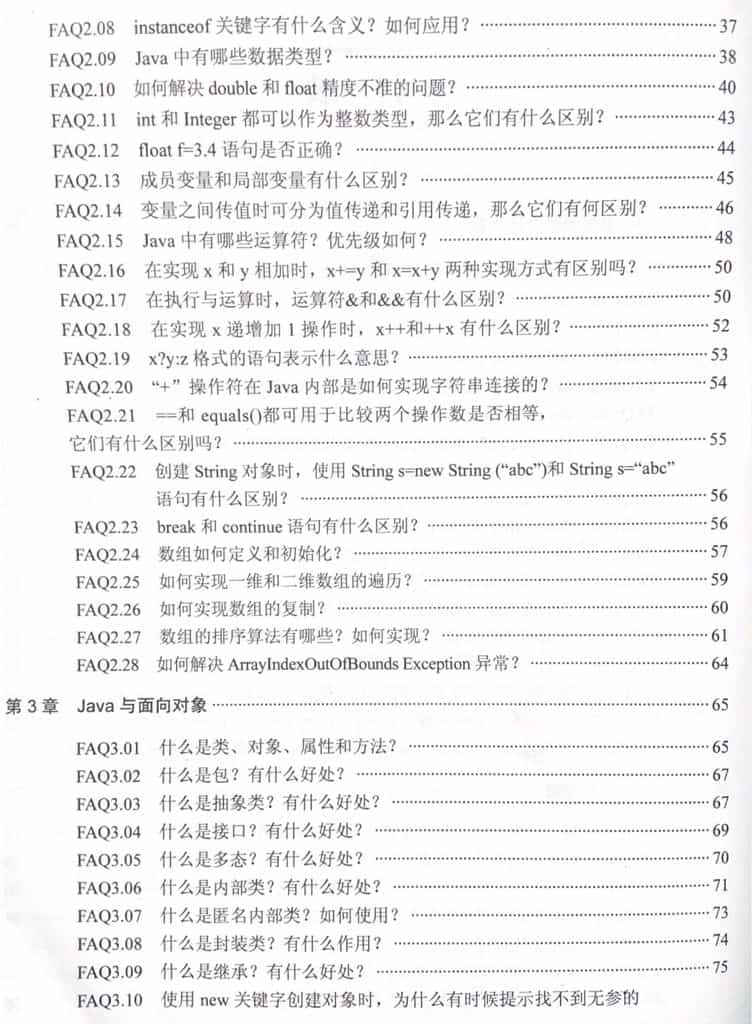 FAQ2.08 instanceof 关键字有什么含义？如何应用？ ·························· 37
FAQ2.09 Java 中有哪些数据类型？ ·························· 38
FAQ2.10 如何解决 double 和 float 精度不准的问题？ ·························· 40
FAQ2.11 int 和 Integer 都可以作为整数类型，那么它们有什么区别？ ·························· 43
FAQ2.12 float f=3.4 语句是否正确？ ·························· 44
FAQ2.13 成员变量和局部变量有什么区别？ ·························· 45
FAQ2.14 变量之间传值时可分为值传递和引用传递，那么它们有何区别？ ·············· 46
FAQ2.15 Java 中有哪些运算符？优先级如何？ ·························· 48
FAQ2.16 在实现 x 和 y 相加时，x+=y 和 x=x+y 两种实现方式有区别吗？ ·············· 50
FAQ2.17 在执行与运算时，运算符&和&&有什么区别？ ·························· 50
FAQ2.18 在实现 x 递增加 1 操作时，x++和++x 有什么区别？ ·························· 52
FAQ2.19 x?y:z 格式的语句表示什么意思？ ·························· 53
FAQ2.20 “+”操作符在 Java 内部是如何实现字符串连接的？ ·························· 54
FAQ2.21 ==和 equals()都可用于比较两个操作数是否相等，
它们有什么区别吗？ ·························· 55
FAQ2.22 创建 String 对象时，使用 String s=new String (“abc”)和 String s=“abc”
语句有什么区别？ ·························· 56
FAQ2.23 break 和 continue 语句有什么区别？ ·························· 56
FAQ2.24 数组如何定义和初始化？ ·························· 57
FAQ2.25 如何实现一维和二维数组的遍历？ ·························· 59
FAQ2.26 如何实现数组的复制？ ·························· 60
FAQ2.27 数组的排序算法有哪些？如何实现？ ·························· 61
FAQ2.28 如何解决 ArrayIndexOutOfBounds Exception 异常？ ·························· 64
第 3 章 Java 与面向对象 ·························· 65
FAQ3.01 什么是类、对象、属性和方法？ ·························· 65
FAQ3.02 什么是包？有什么好处？ ·························· 67
FAQ3.03 什么是抽象类？有什么好处？ ·························· 67
FAQ3.04 什么是接口？有什么好处？ ·························· 69
FAQ3.05 什么是多态？有什么好处？ ·························· 70
FAQ3.06 什么是内部类？有什么好处？ ·························· 71
FAQ3.07 什么是匿名内部类？如何使用？ ·························· 73
FAQ3.08 什么是封装类？有什么作用？ ·························· 74
FAQ3.09 什么是继承？有什么好处？ ·························· 75
FAQ3.10 使用 new 关键字创建对象时，为什么有时候提示找不到无参的